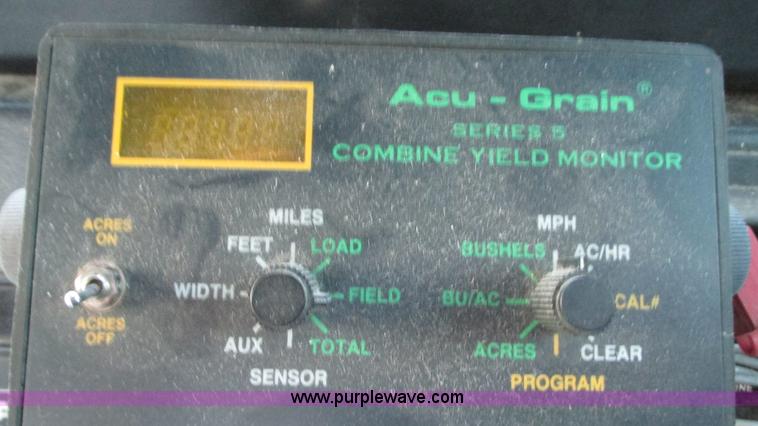 Acu - Grain®
SERIES 5
COMBINE YIELD MONITOR
ACRES
ON
ACRES
OFF
MILES
FEET
LOAD
WIDTH
FIELD
AUX
TOTAL
SENSOR
MPH
BUSHELS
AC/HR
BU/AC
CAL#
ACRES
CLEAR
PROGRAM
www.purplewave.com